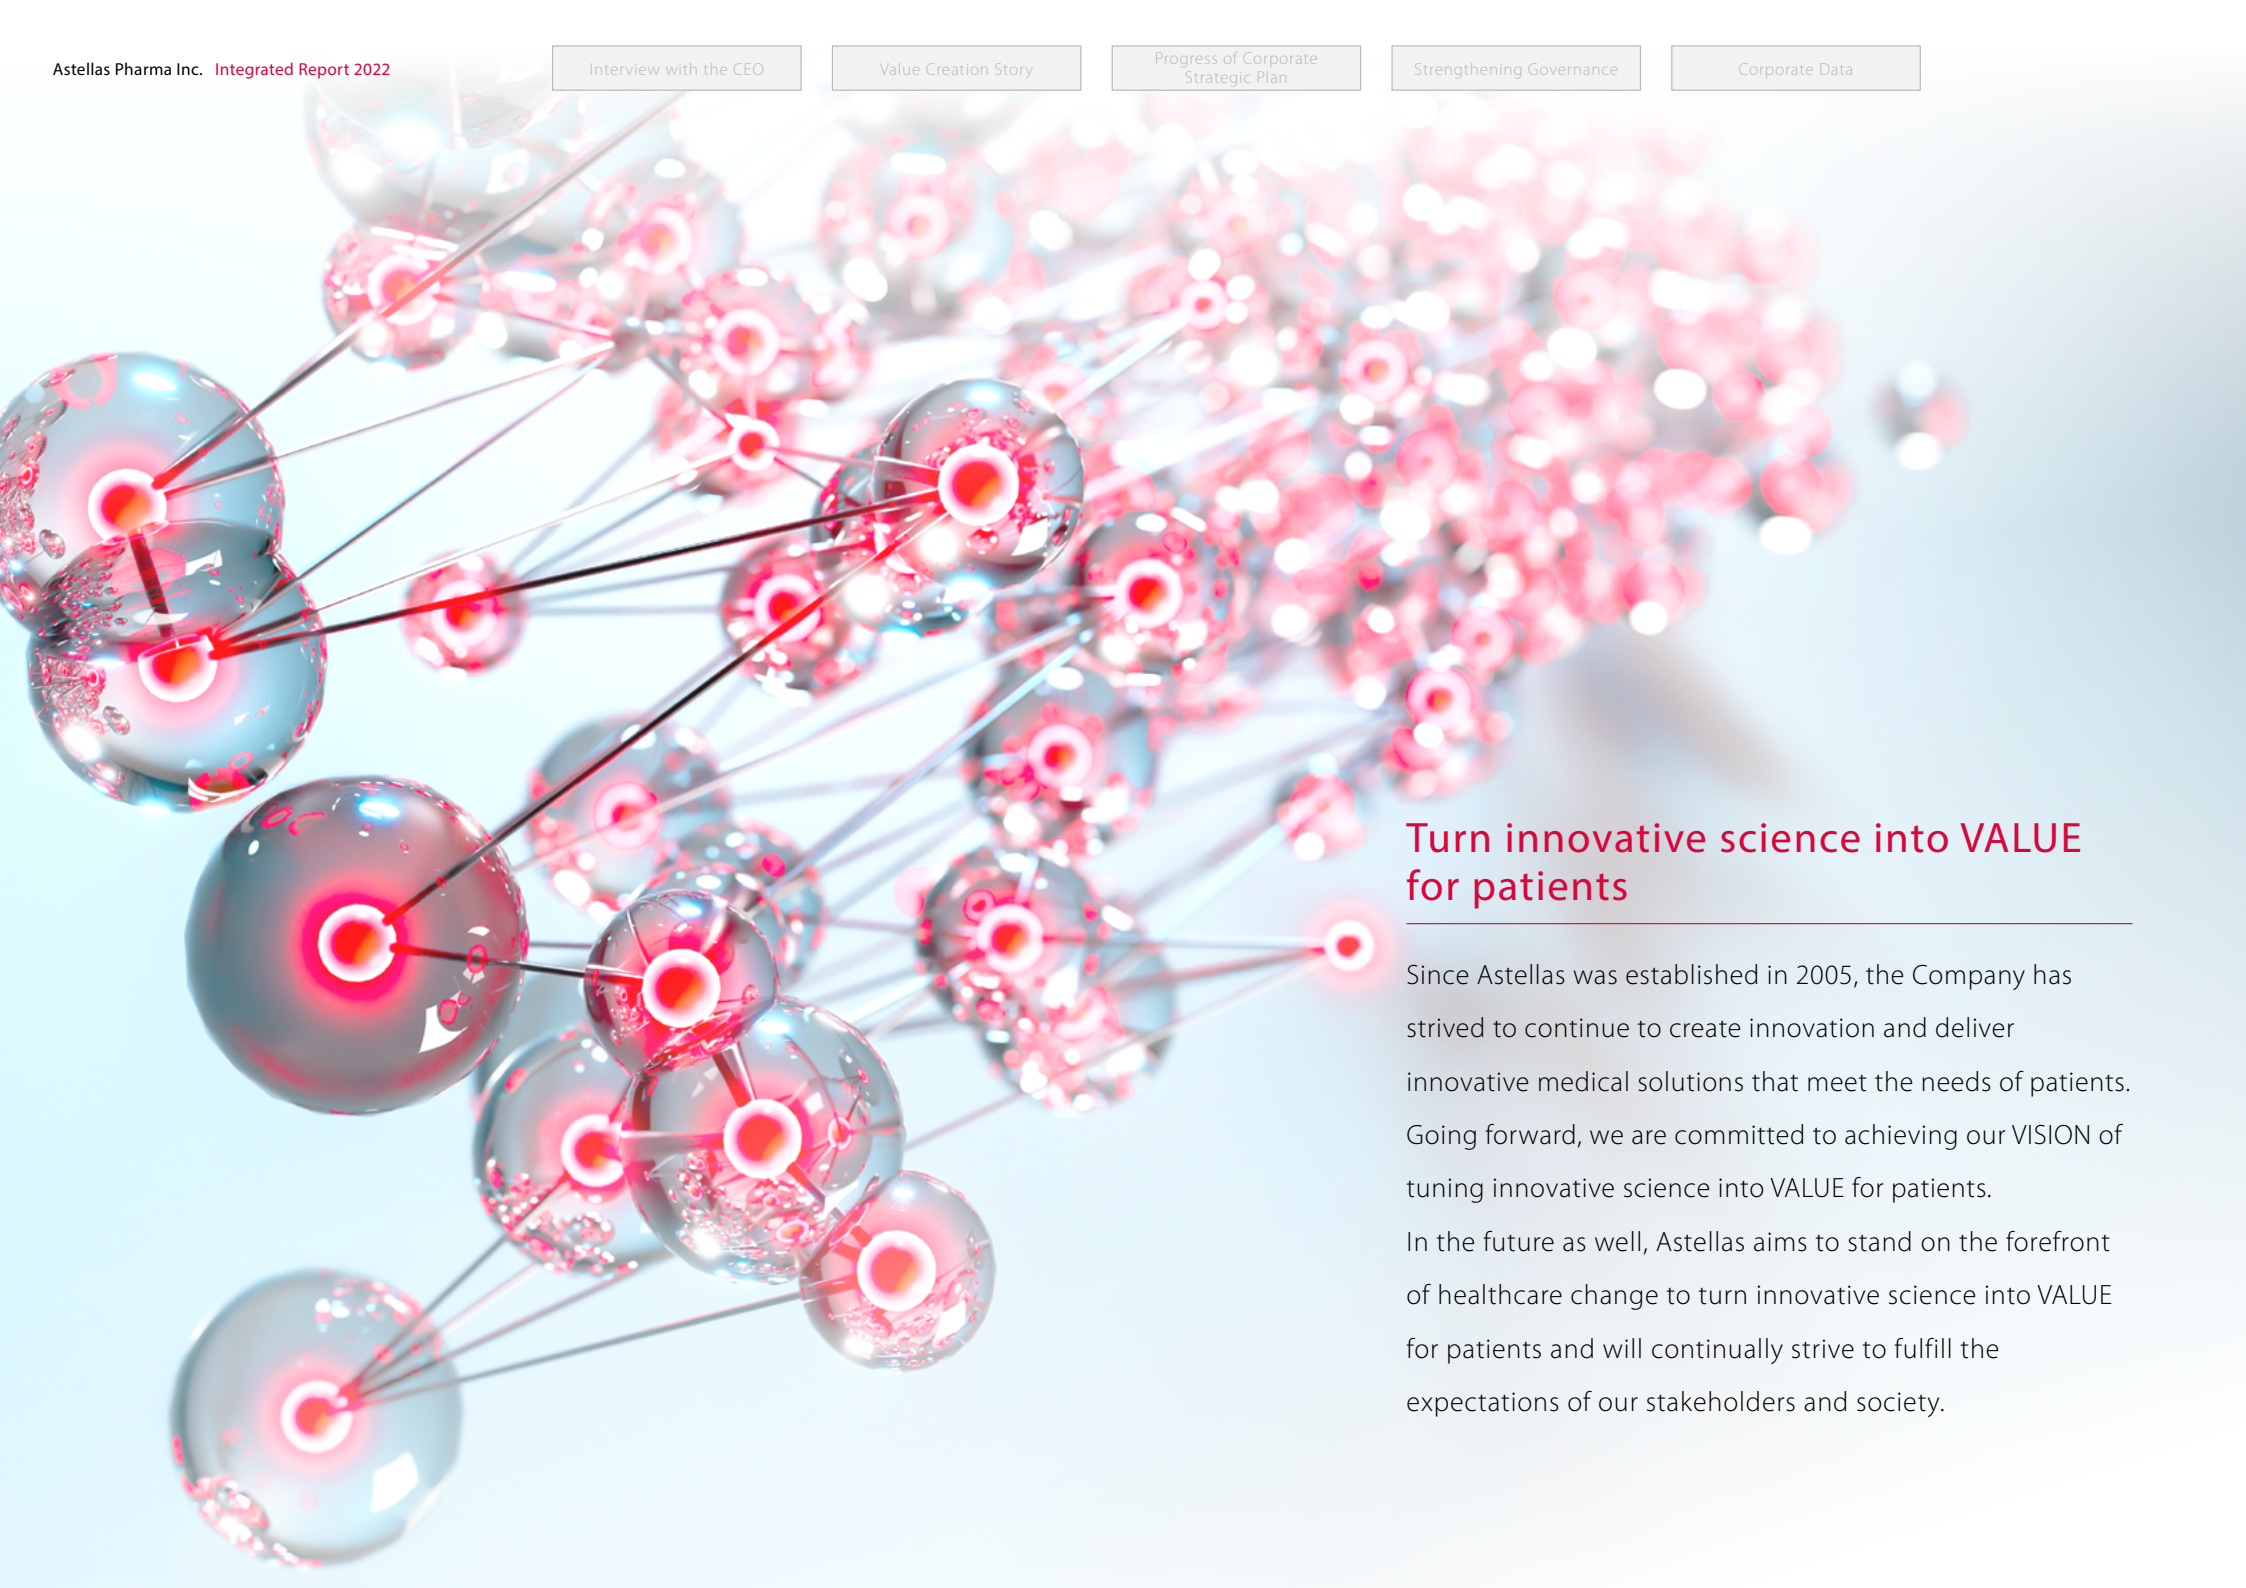 Astellas Pharma Inc. Integrated Report 2022
Interview with the CEO
Value Creation Story
Progress of Corporate
Strategic Plan
Strengthening Governance
Corporate Data
Turn innovative science into VALUE
for patients
Since Astellas was established in 2005, the Company has
strived to continue to create innovation and deliver
innovative medical solutions that meet the needs of patients.
Going forward, we are committed to achieving our VISION of
tuning innovative science into VALUE for patients.
In the future as well, Astellas aims to stand on the forefront
of healthcare change to turn innovative science into VALUE
for patients and will continually strive to fulfill the
expectations of our stakeholders and society.